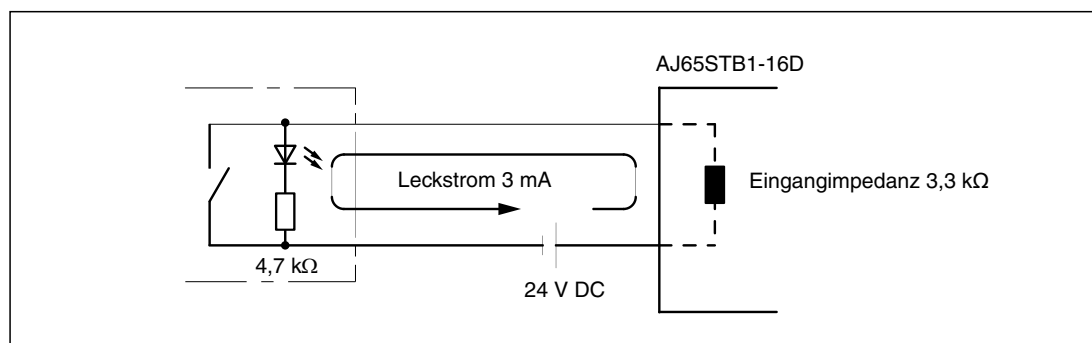 AJ65STB1-16D
Leckstrom 3 mA
Eingangimpedanz 3,3 kΩ
4,7 kΩ
24 V DC